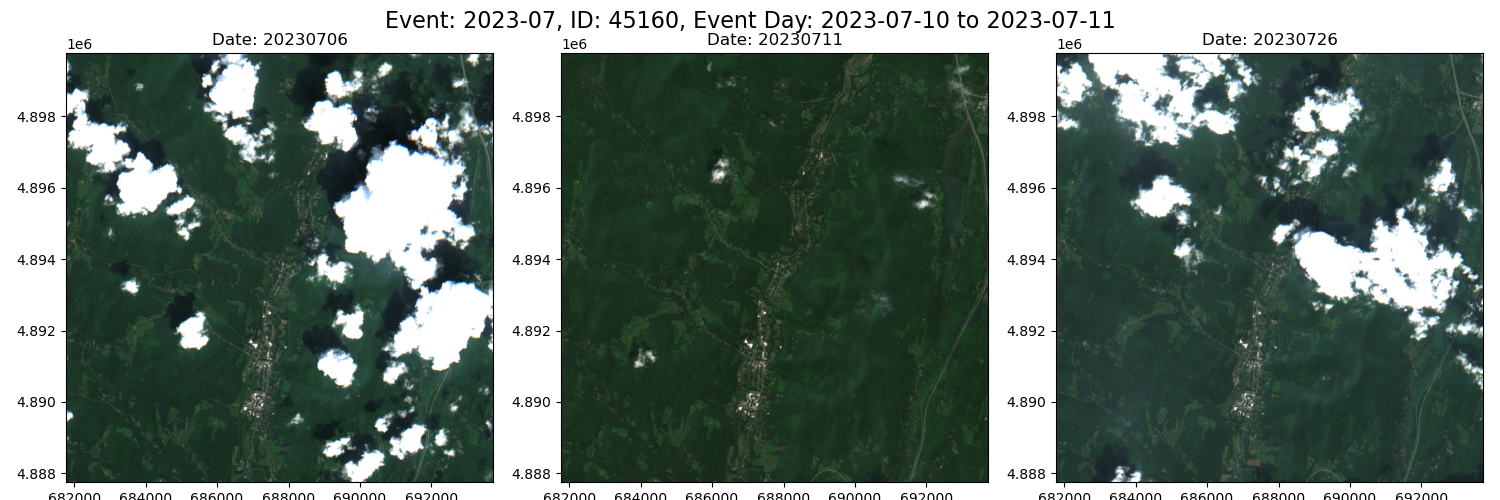 Event: 2023-07, ID: 45160, Event Day: 2023-07-10 to 2023-07-11
1e6 Date: 20230706
1e6 Date: 20230711
1e6 Date: 20230726
4.898 4.898 4.898
4.896 4.896 4.896
4.894 4.894 4.894
4.892 4.892 4.892
4.890 4.890 4.890
4.888 4.888 4.888
682000 684000 686000 688000 690000 692000
682000 684000 686000 688000 690000 692000
682000 684000 686000 688000 690000 692000